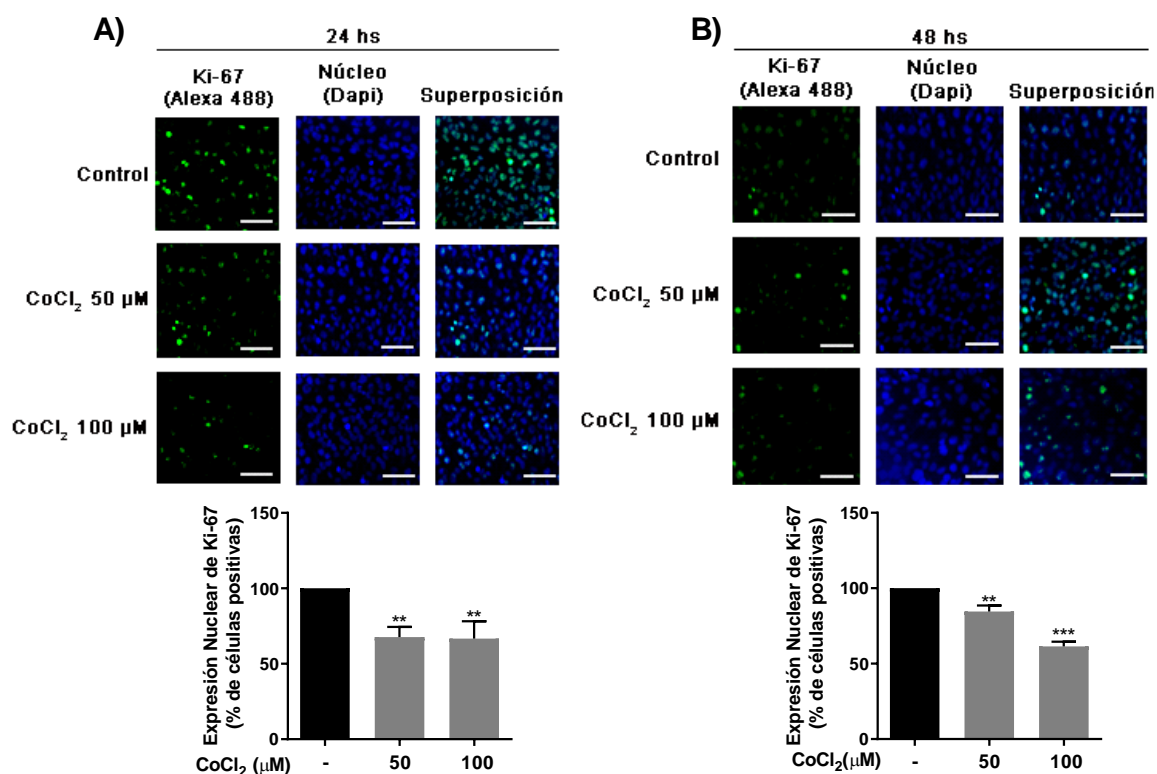 A)
24 hs
Ki-67
(Alexa 488)
Núcleo
(Dapi)
Superposición
Control
CoCl2 50 µM
CoCl2 100 µM
Expresión Nuclear de Ki-67
(% de células positivas)
150
100
50
0
**
**
-
50
100
CoCl2 (µM)
B)
48 hs
Ki-67
(Alexa 488)
Núcleo
(Dapi)
Superposición
Control
CoCl2 50 µM
CoCl2 100 µM
Expresión Nuclear de Ki-67
(% de células positivas)
150
100
50
0
**
***
-
50
100
CoCl2(µM)